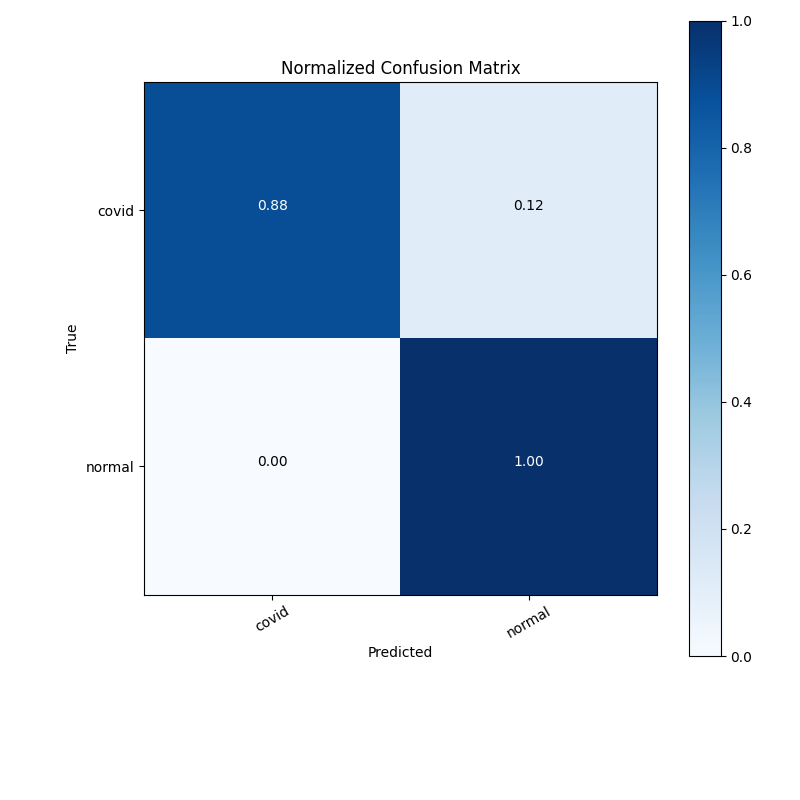 Normalized Confusion Matrix
1.0
0.8
0.6
0.4
0.2
0.0
True
covid
0.88
0.12
normal
0.00
1.00
covid
normal
Predicted